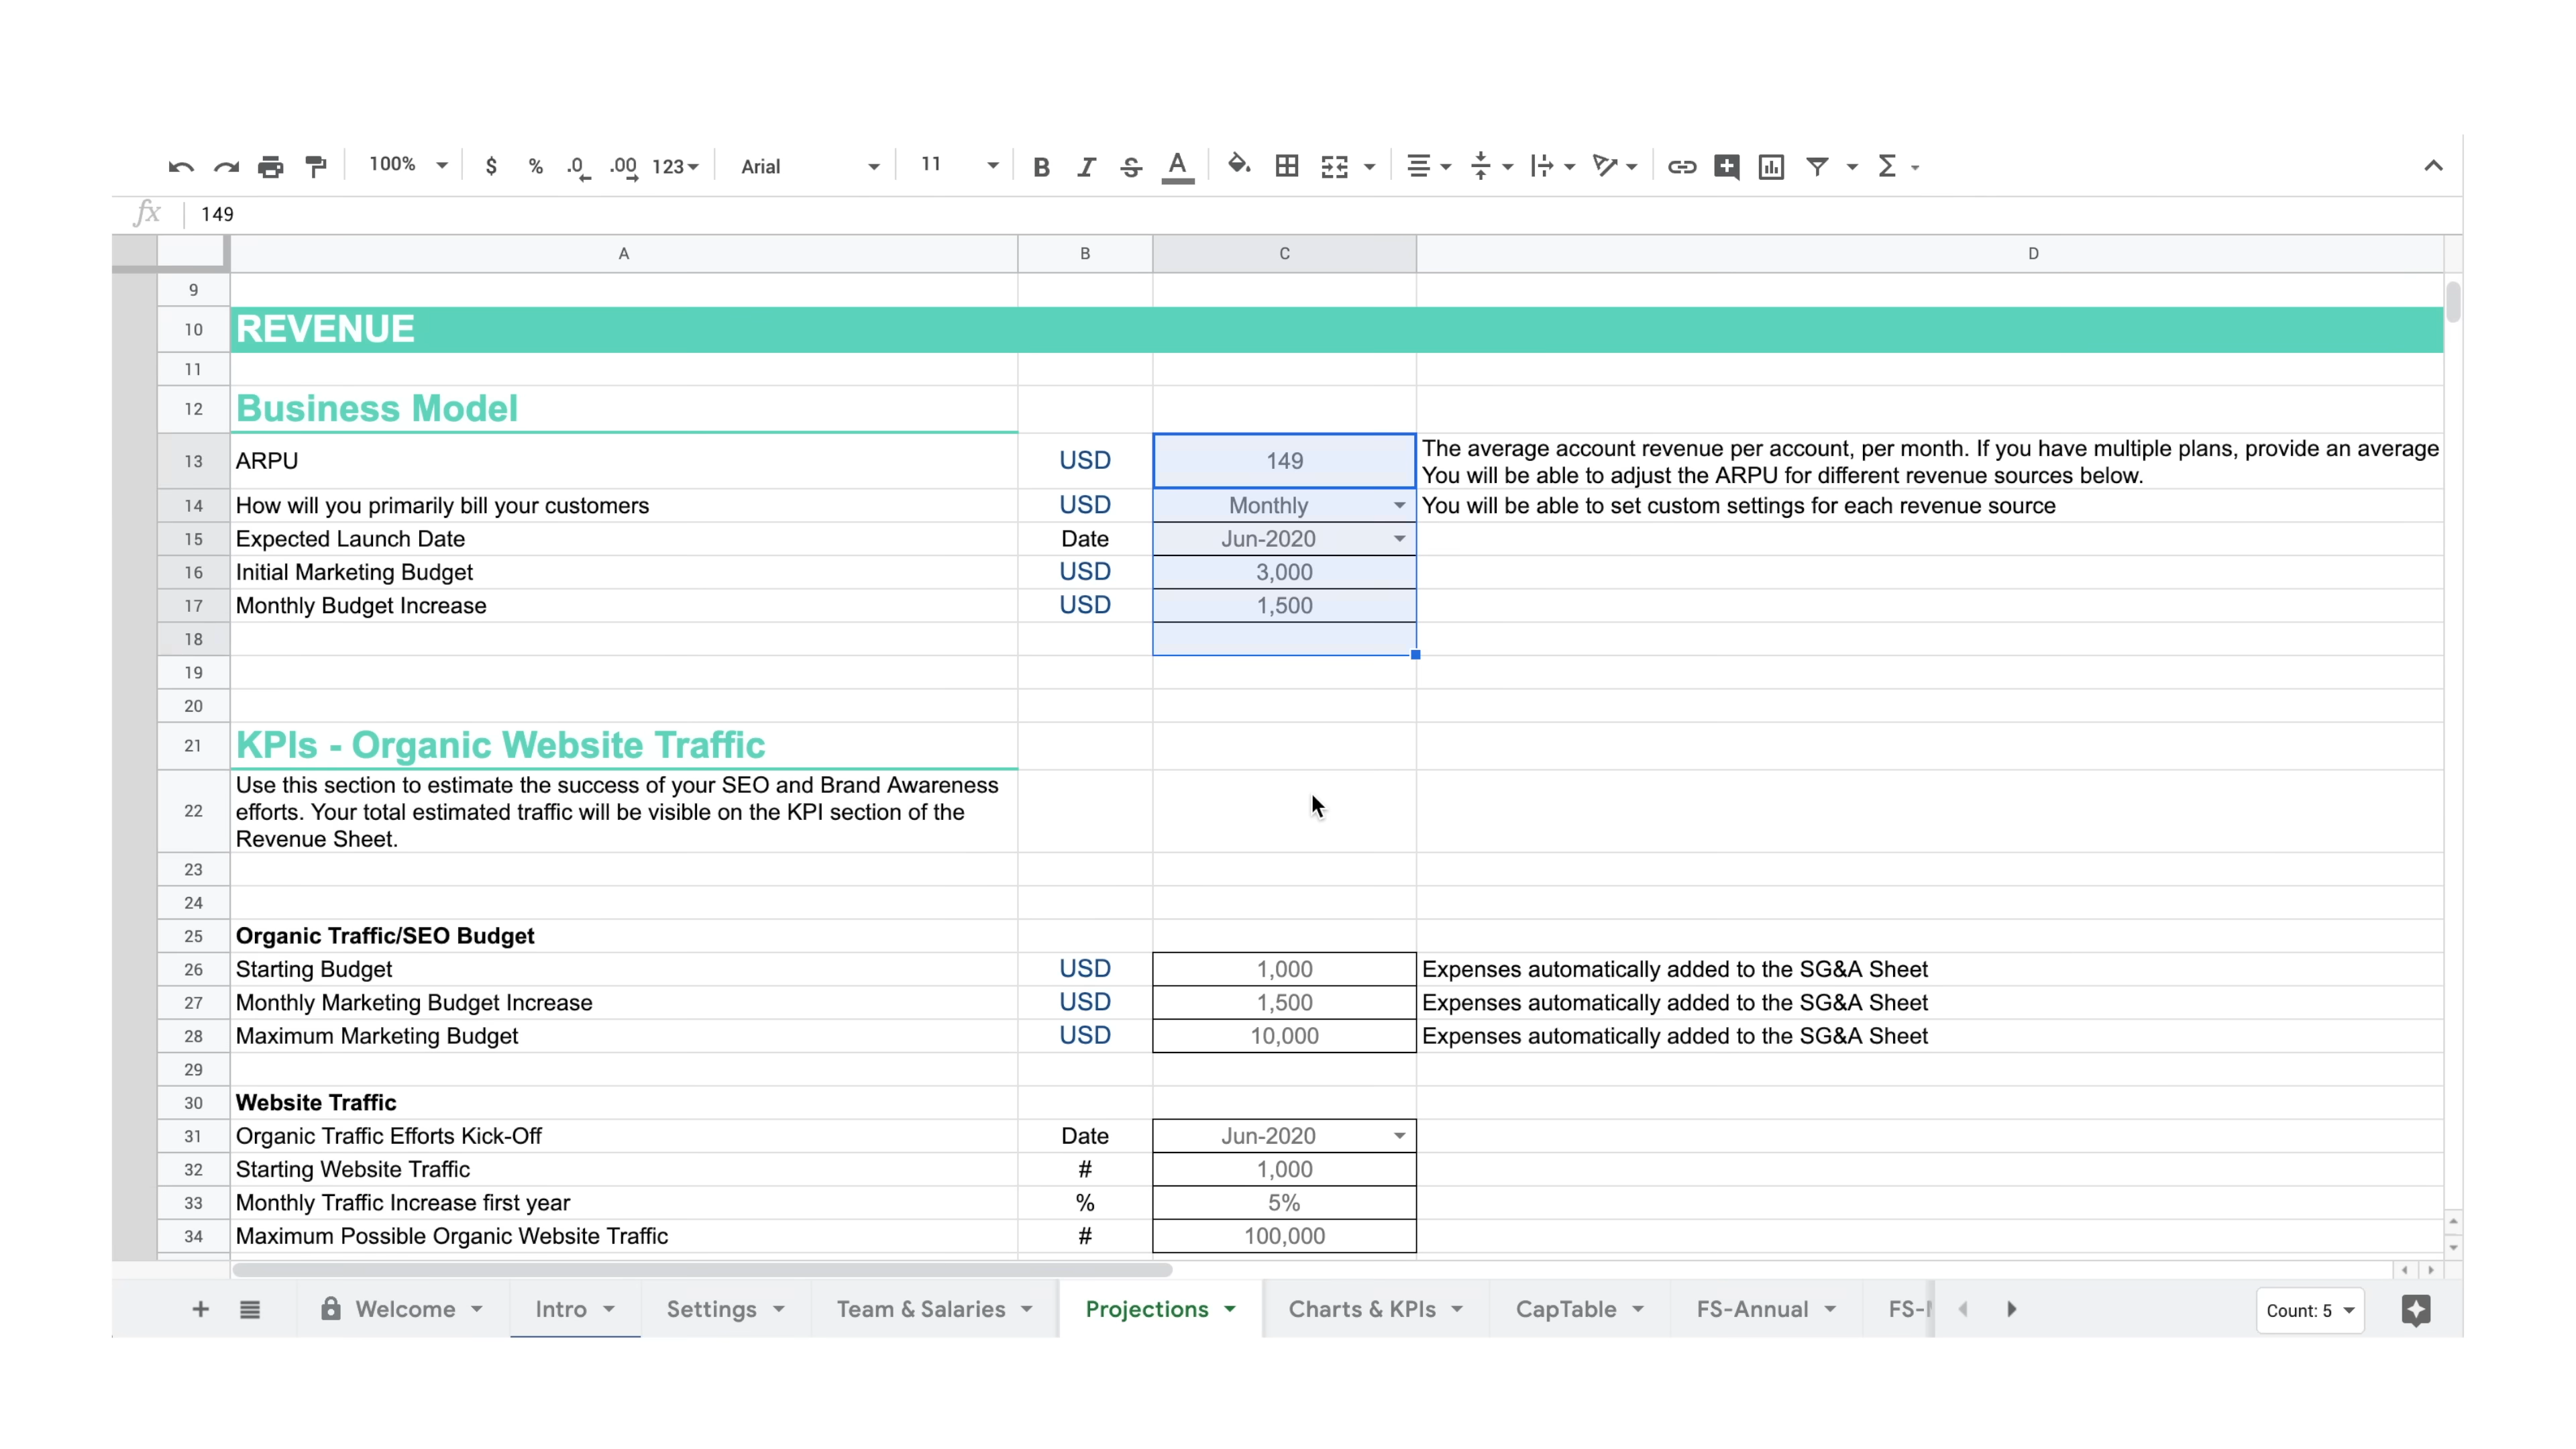 100% $ % .0 .00 123 Arial 11 B I S A Σ
fx 149
A B C D
9
10 REVENUE
11
12 Business Model
13 ARPU USD 149 The average account revenue per account, per month. If you have multiple plans, provide an average
You will be able to adjust the ARPU for different revenue sources below.
14 How will you primarily bill your customers USD Monthly You will be able to set custom settings for each revenue source
15 Expected Launch Date Date Jun-2020
16 Initial Marketing Budget USD 3,000
17 Monthly Budget Increase USD 1,500
18
19
20
21 KPIs - Organic Website Traffic
22 Use this section to estimate the success of your SEO and Brand Awareness
efforts. Your total estimated traffic will be visible on the KPI section of the
Revenue Sheet.
23
24
25 Organic Traffic/SEO Budget
26 Starting Budget USD 1,000 Expenses automatically added to the SG&A Sheet
27 Monthly Marketing Budget Increase USD 1,500 Expenses automatically added to the SG&A Sheet
28 Maximum Marketing Budget USD 10,000 Expenses automatically added to the SG&A Sheet
29
30 Website Traffic
31 Organic Traffic Efforts Kick-Off Date Jun-2020
32 Starting Website Traffic # 1,000
33 Monthly Traffic Increase first year % 5%
34 Maximum Possible Organic Website Traffic # 100,000
+ Welcome Intro Settings Team & Salaries Projections Charts & KPIs CapTable FS-Annual FS- Count: 5